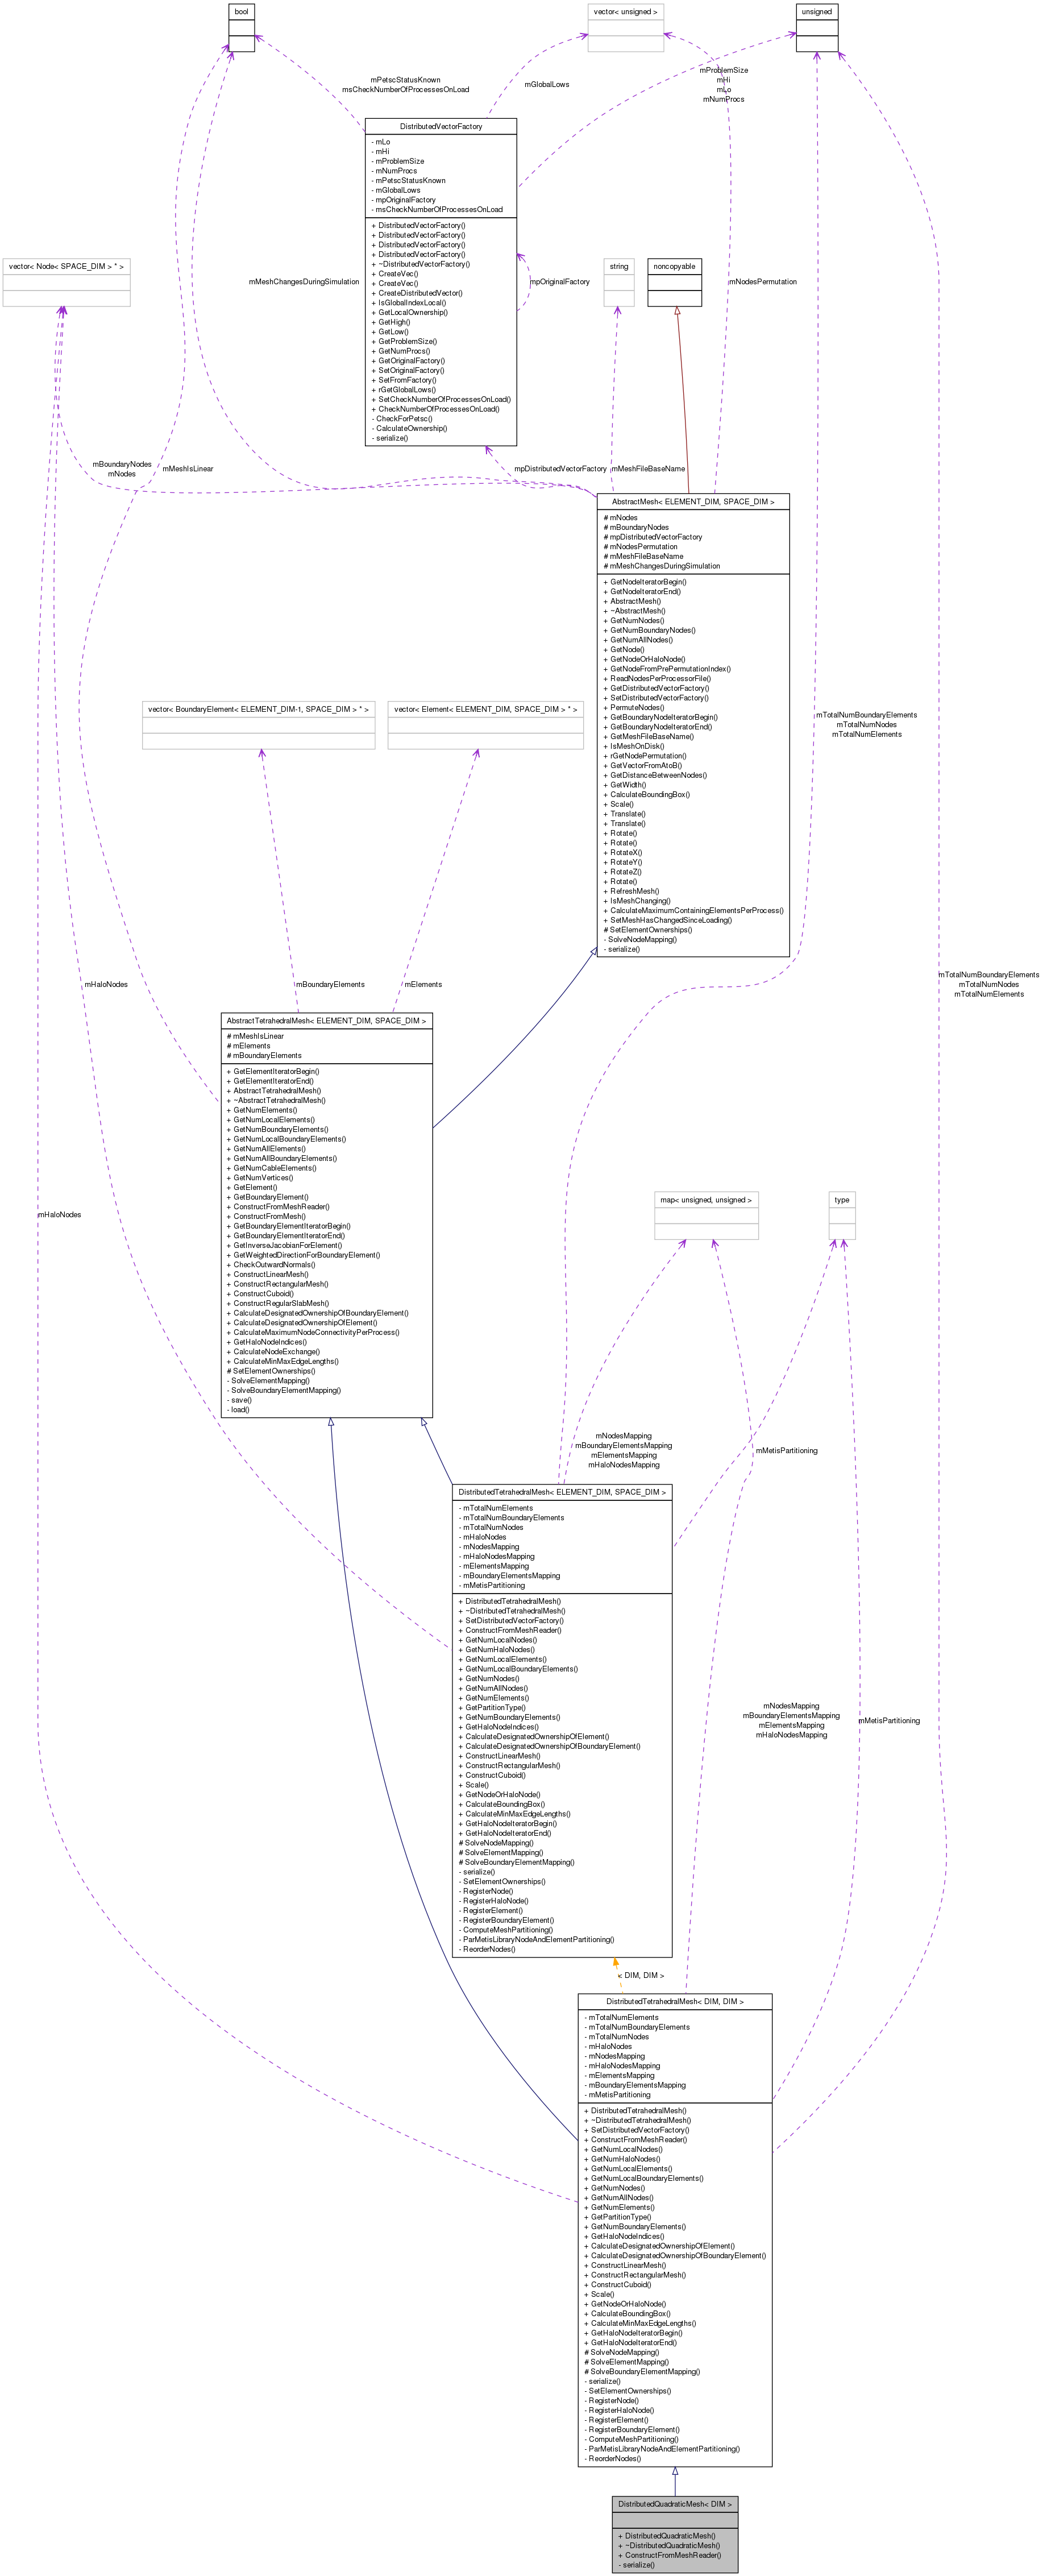 bool
vector< unsigned >
unsigned
mPetscStatusKnown
msCheckNumberOfProcessesOnLoad
mGlobalLows
mProblemSize
mHi
mLo
mNumProcs
DistributedVectorFactory
- mLo
- mHi
- mProblemSize
- mNumProcs
- mPetscStatusKnown
- mGlobalLows
- mpOriginalFactory
- msCheckNumberOfProcessesOnLoad
+ DistributedVectorFactory()
+ DistributedVectorFactory()
+ DistributedVectorFactory()
+ DistributedVectorFactory()
+ ~DistributedVectorFactory()
+ CreateVec()
+ CreateVec()
+ CreateDistributedVector()
+ IsGlobalIndexLocal()
+ GetLocalOwnership()
+ GetHigh()
+ GetLow()
+ GetProblemSize()
+ GetNumProcs()
+ GetOriginalFactory()
+ SetOriginalFactory()
+ SetFromFactory()
+ rGetGlobalLows()
+ SetCheckNumberOfProcessesOnLoad()
+ CheckNumberOfProcessesOnLoad()
- CheckForPetsc()
- CalculateOwnership()
- serialize()
vector< Node< SPACE_DIM > * >
string
noncopyable
mMeshChangesDuringSimulation
mpOriginalFactory
mNodesPermutation
mBoundaryNodes
mNodes
mMeshIsLinear
mpDistributedVectorFactory
mMeshFileBaseName
AbstractMesh< ELEMENT_DIM, SPACE_DIM >
# mNodes
# mBoundaryNodes
# mpDistributedVectorFactory
# mNodesPermutation
# mMeshFileBaseName
# mMeshChangesDuringSimulation
+ GetNodeIteratorBegin()
+ GetNodeIteratorEnd()
+ AbstractMesh()
+ ~AbstractMesh()
+ GetNumNodes()
+ GetNumBoundaryNodes()
+ GetNumAllNodes()
+ GetNode()
+ GetNodeOrHaloNode()
+ GetNodeFromPrePermutationIndex()
+ ReadNodesPerProcessorFile()
+ GetDistributedVectorFactory()
+ SetDistributedVectorFactory()
+ PermuteNodes()
+ GetBoundaryNodeIteratorBegin()
+ GetBoundaryNodeIteratorEnd()
+ GetMeshFileBaseName()
+ IsMeshOnDisk()
+ rGetNodePermutation()
+ GetVectorFromAtoB()
+ GetDistanceBetweenNodes()
+ GetWidth()
+ CalculateBoundingBox()
+ Scale()
+ Translate()
+ Translate()
+ Rotate()
+ Rotate()
+ RotateX()
+ RotateY()
+ RotateZ()
+ Rotate()
+ RefreshMesh()
+ IsMeshChanging()
+ CalculateMaximumContainingElementsPerProcess()
+ SetMeshHasChangedSinceLoading()
# SetElementOwnerships()
- SolveNodeMapping()
- serialize()
vector< BoundaryElement< ELEMENT_DIM-1, SPACE_DIM > * >
vector< Element< ELEMENT_DIM, SPACE_DIM > * >
mTotalNumBoundaryElements
mTotalNumNodes
mTotalNumElements
mHaloNodes
mBoundaryElements
mElements
mTotalNumBoundaryElements
mTotalNumNodes
mTotalNumElements
AbstractTetrahedralMesh< ELEMENT_DIM, SPACE_DIM >
# mMeshIsLinear
# mElements
# mBoundaryElements
+ GetElementIteratorBegin()
+ GetElementIteratorEnd()
+ AbstractTetrahedralMesh()
+ ~AbstractTetrahedralMesh()
+ GetNumElements()
+ GetNumLocalElements()
+ GetNumBoundaryElements()
+ GetNumLocalBoundaryElements()
+ GetNumAllElements()
+ GetNumAllBoundaryElements()
+ GetNumCableElements()
+ GetNumVertices()
+ GetElement()
+ GetBoundaryElement()
+ ConstructFromMeshReader()
+ ConstructFromMesh()
+ GetBoundaryElementIteratorBegin()
+ GetBoundaryElementIteratorEnd()
+ GetInverseJacobianForElement()
+ GetWeightedDirectionForBoundaryElement()
+ CheckOutwardNormals()
+ ConstructLinearMesh()
+ ConstructRectangularMesh()
+ ConstructCuboid()
+ ConstructRegularSlabMesh()
+ CalculateDesignatedOwnershipOfBoundaryElement()
+ CalculateDesignatedOwnershipOfElement()
+ CalculateMaximumNodeConnectivityPerProcess()
+ GetHaloNodeIndices()
+ CalculateNodeExchange()
+ CalculateMinMaxEdgeLengths()
# SetElementOwnerships()
- SolveElementMapping()
- SolveBoundaryElementMapping()
- save()
- load()
mHaloNodes
map< unsigned, unsigned >
type
mNodesMapping
mBoundaryElementsMapping
mElementsMapping
mHaloNodesMapping
mMetisPartitioning
DistributedTetrahedralMesh< ELEMENT_DIM, SPACE_DIM >
- mTotalNumElements
- mTotalNumBoundaryElements
- mTotalNumNodes
- mHaloNodes
- mNodesMapping
- mHaloNodesMapping
- mElementsMapping
- mBoundaryElementsMapping
- mMetisPartitioning
+ DistributedTetrahedralMesh()
+ ~DistributedTetrahedralMesh()
+ SetDistributedVectorFactory()
+ ConstructFromMeshReader()
+ GetNumLocalNodes()
+ GetNumHaloNodes()
+ GetNumLocalElements()
+ GetNumLocalBoundaryElements()
+ GetNumNodes()
+ GetNumAllNodes()
+ GetNumElements()
+ GetPartitionType()
+ GetNumBoundaryElements()
+ GetHaloNodeIndices()
+ CalculateDesignatedOwnershipOfElement()
+ CalculateDesignatedOwnershipOfBoundaryElement()
+ ConstructLinearMesh()
+ ConstructRectangularMesh()
+ ConstructCuboid()
+ Scale()
+ GetNodeOrHaloNode()
+ CalculateBoundingBox()
+ CalculateMinMaxEdgeLengths()
+ GetHaloNodeIteratorBegin()
+ GetHaloNodeIteratorEnd()
# SolveNodeMapping()
# SolveElementMapping()
# SolveBoundaryElementMapping()
- serialize()
- SetElementOwnerships()
- RegisterNode()
- RegisterHaloNode()
- RegisterElement()
- RegisterBoundaryElement()
- ComputeMeshPartitioning()
- ParMetisLibraryNodeAndElementPartitioning()
- ReorderNodes()
mNodesMapping
mBoundaryElementsMapping
mElementsMapping
mHaloNodesMapping
mMetisPartitioning
< DIM, DIM >
DistributedTetrahedralMesh< DIM, DIM >
- mTotalNumElements
- mTotalNumBoundaryElements
- mTotalNumNodes
- mHaloNodes
- mNodesMapping
- mHaloNodesMapping
- mElementsMapping
- mBoundaryElementsMapping
- mMetisPartitioning
+ DistributedTetrahedralMesh()
+ ~DistributedTetrahedralMesh()
+ SetDistributedVectorFactory()
+ ConstructFromMeshReader()
+ GetNumLocalNodes()
+ GetNumHaloNodes()
+ GetNumLocalElements()
+ GetNumLocalBoundaryElements()
+ GetNumNodes()
+ GetNumAllNodes()
+ GetNumElements()
+ GetPartitionType()
+ GetNumBoundaryElements()
+ GetHaloNodeIndices()
+ CalculateDesignatedOwnershipOfElement()
+ CalculateDesignatedOwnershipOfBoundaryElement()
+ ConstructLinearMesh()
+ ConstructRectangularMesh()
+ ConstructCuboid()
+ Scale()
+ GetNodeOrHaloNode()
+ CalculateBoundingBox()
+ CalculateMinMaxEdgeLengths()
+ GetHaloNodeIteratorBegin()
+ GetHaloNodeIteratorEnd()
# SolveNodeMapping()
# SolveElementMapping()
# SolveBoundaryElementMapping()
- serialize()
- SetElementOwnerships()
- RegisterNode()
- RegisterHaloNode()
- RegisterElement()
- RegisterBoundaryElement()
- ComputeMeshPartitioning()
- ParMetisLibraryNodeAndElementPartitioning()
- ReorderNodes()
DistributedQuadraticMesh< DIM >
+ DistributedQuadraticMesh()
+ ~DistributedQuadraticMesh()
+ ConstructFromMeshReader()
- serialize()